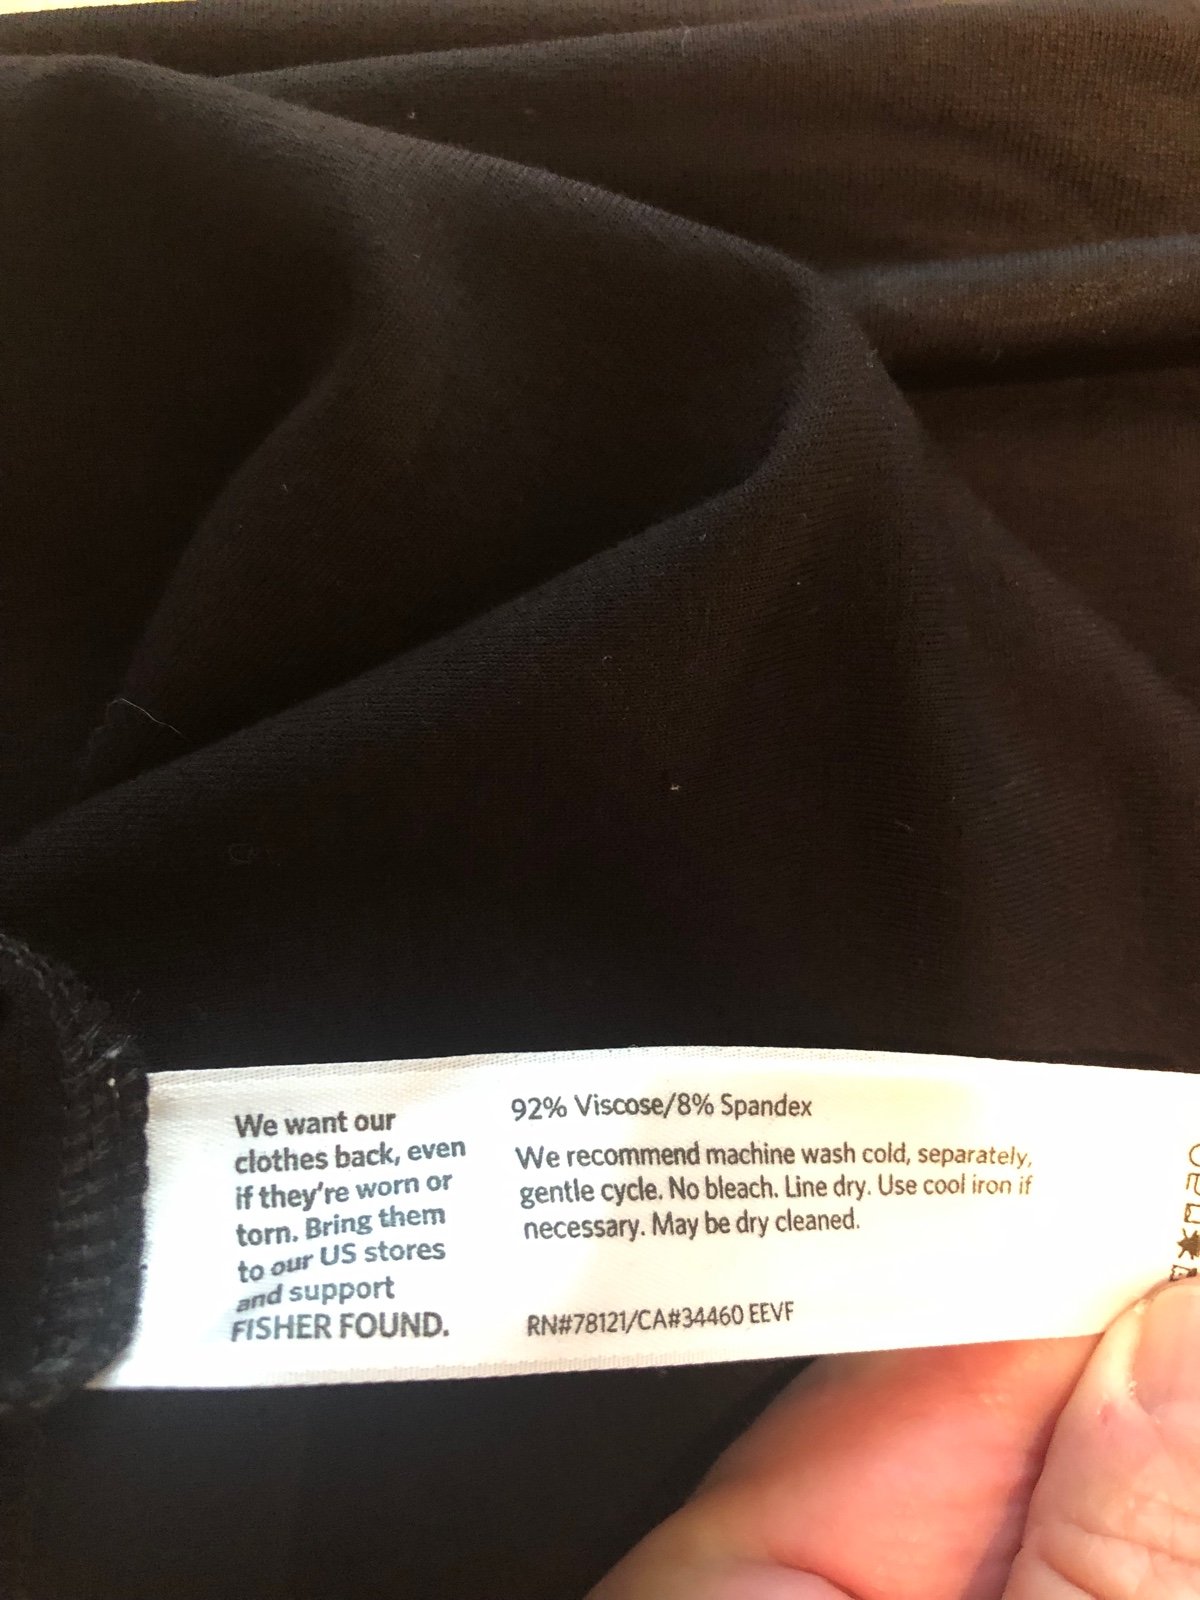 We want our
clothes back, even
if they're worn or
torn. Bring them
to our US stores
and support
FISHER FOUND.
92% Viscose/8% Spandex
We recommend machine wash cold, separately,
gentle cycle. No bleach. Line dry. Use cool iron if
necessary. May be dry cleaned.
RN#78121/CA#34460 EEVF